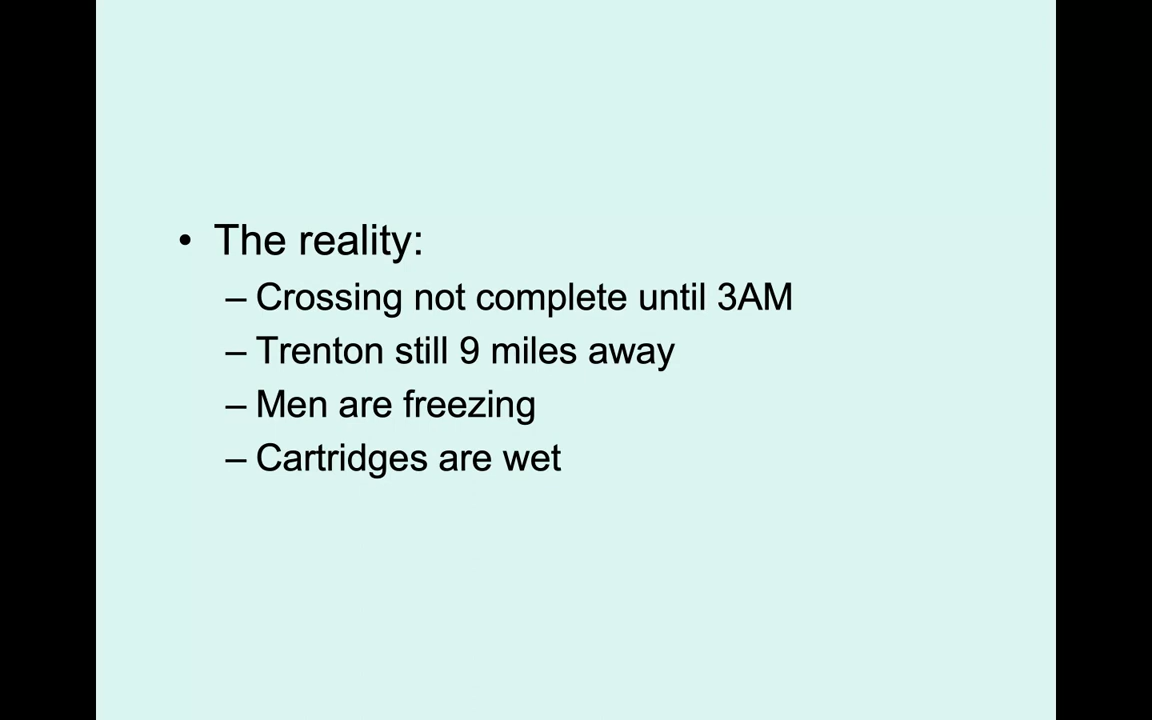 • The reality:
– Crossing not complete until 3AM
– Trenton still 9 miles away
– Men are freezing
– Cartridges are wet